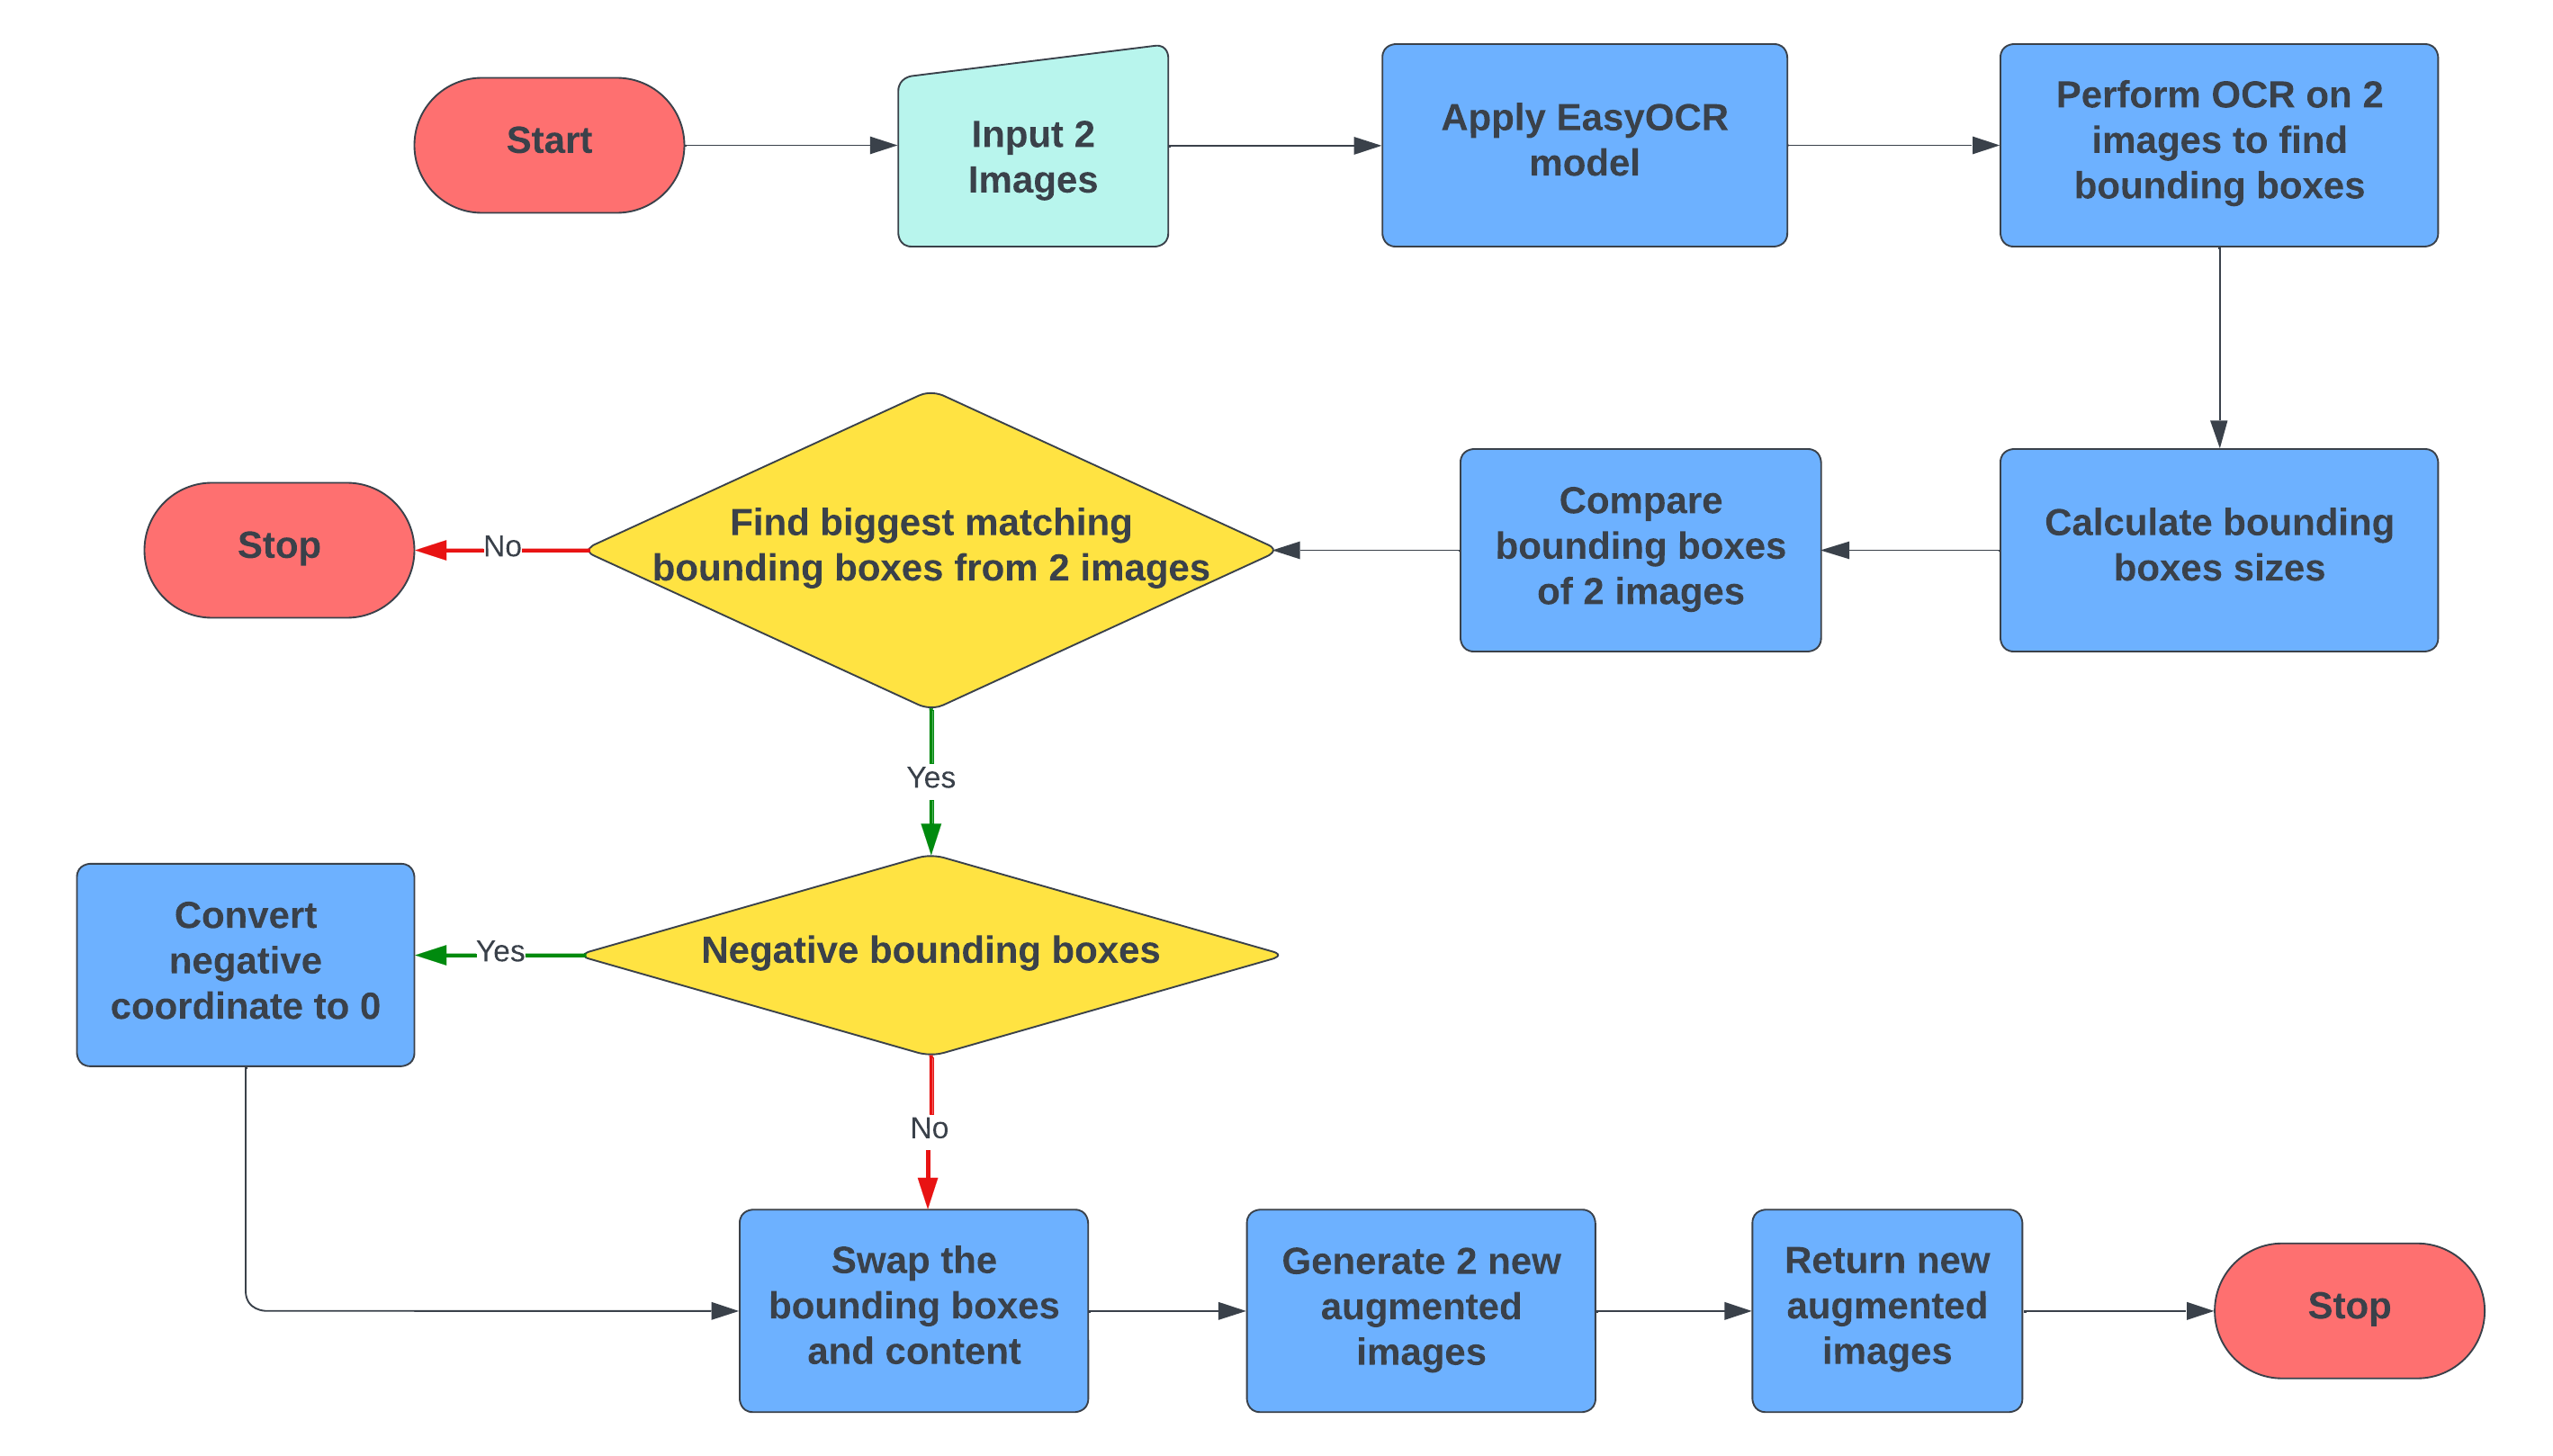 Start
Input 2
Images
Apply EasyOCR
model
Perform OCR on 2
images to find
bounding boxes
Calculate bounding
boxes sizes
Compare
bounding boxes
of 2 images
Find biggest matching
bounding boxes from 2 images
No
Stop
Yes
Negative bounding boxes
Yes
Convert
negative
coordinate to 0
No
Swap the
bounding boxes
and content
Generate 2 new
augmented
images
Return new
augmented
images
Stop